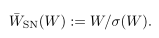 W̄_SN(W) := W/σ(W).